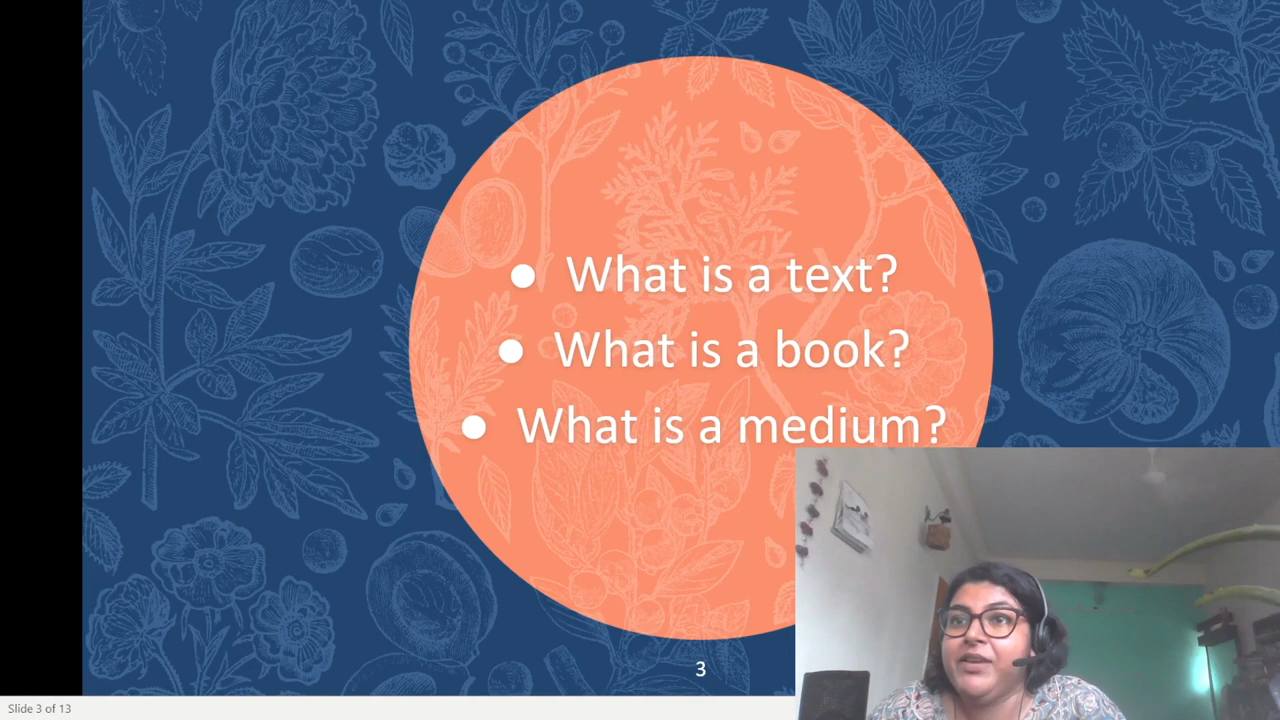 ● What is a text?
● What is a book?
● What is a medium?
3
Slide 3 of 13